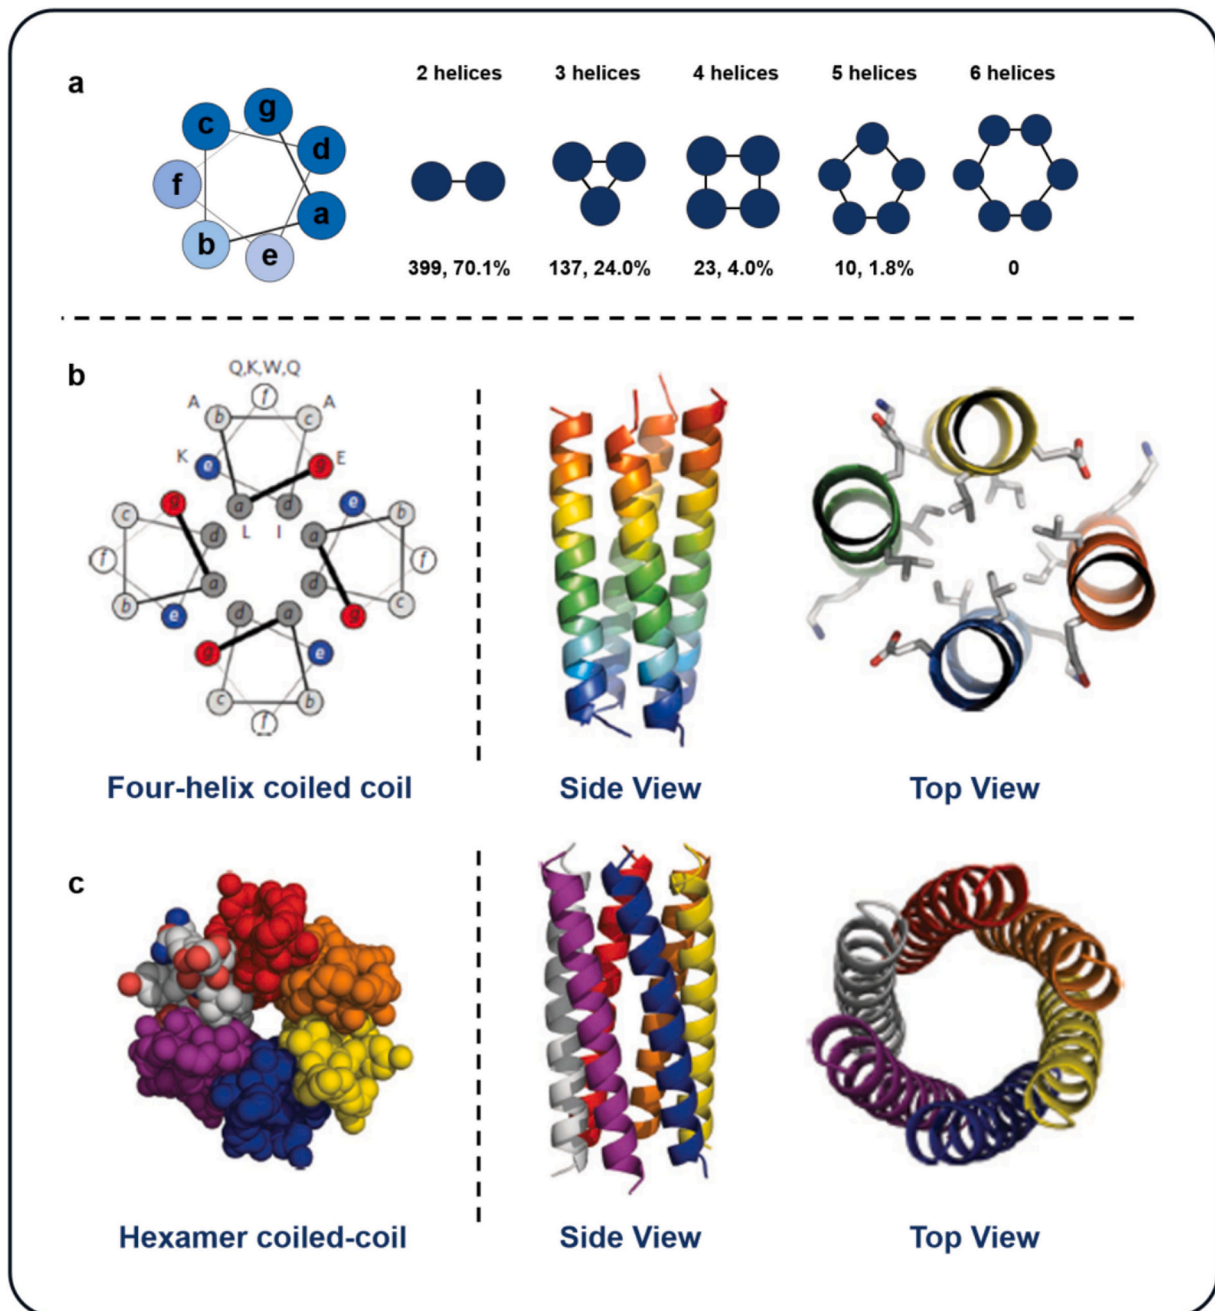 a
c
g
d
f
a
b
e
2 helices
3 helices
4 helices
5 helices
6 helices
399, 70.1%
137, 24.0%
23, 4.0%
10, 1.8%
0
b
Q,K,W,Q
f
A
b
c
A
K
e
g
E
a
d
L
I
g
c
d
f
a
b
e
e
b
a
f
d
c
g
d
a
g
e
c
b
f
Four-helix coiled coil
Side View
Top View
c
Hexamer coiled-coil
Side View
Top View